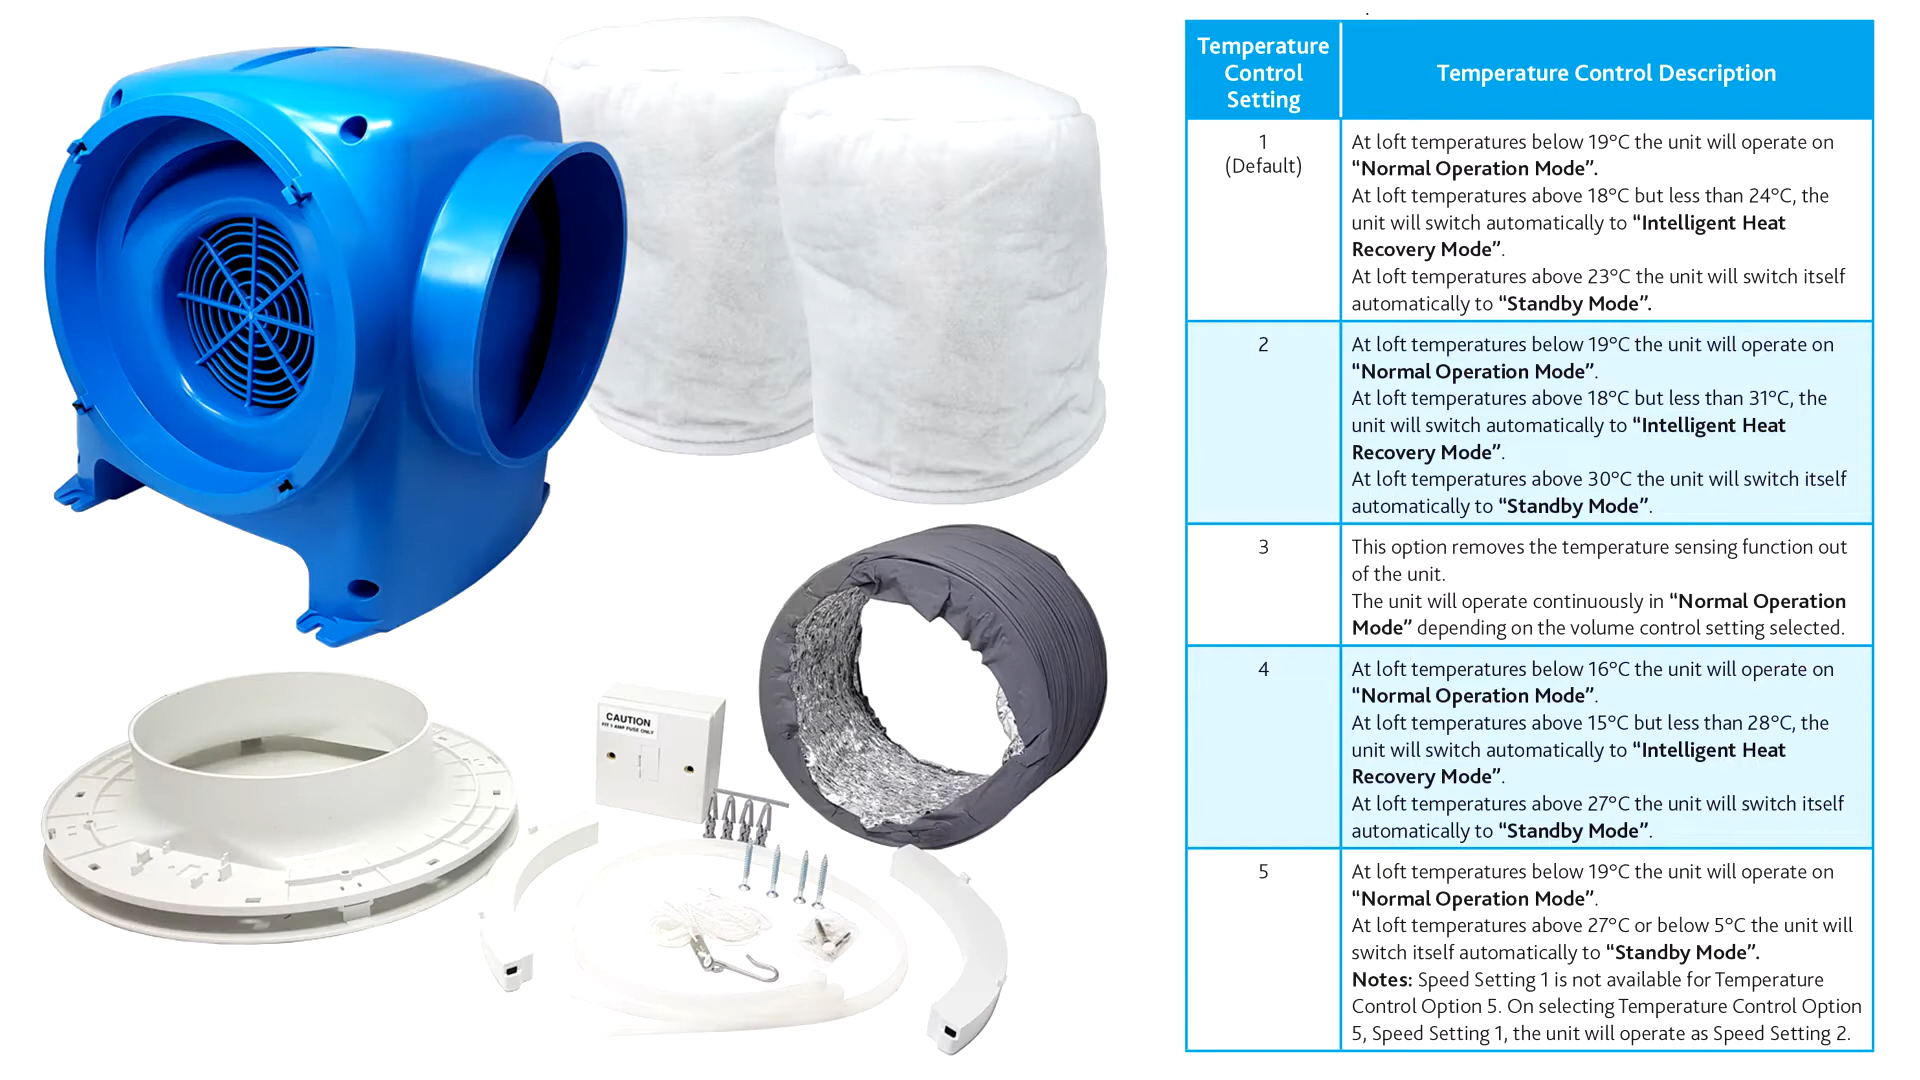 CAUTION
FIT 1 AMP FUSE ONLY
Temperature
Control
Setting
Temperature Control Description
1
(Default)
At loft temperatures below 19°C the unit will operate on
“Normal Operation Mode”.
At loft temperatures above 18°C but less than 24°C, the
unit will switch automatically to “Intelligent Heat
Recovery Mode”.
At loft temperatures above 23°C the unit will switch itself
automatically to “Standby Mode”.
2
At loft temperatures below 19°C the unit will operate on
“Normal Operation Mode”.
At loft temperatures above 18°C but less than 31°C, the
unit will switch automatically to “Intelligent Heat
Recovery Mode”.
At loft temperatures above 30°C the unit will switch itself
automatically to “Standby Mode”.
3
This option removes the temperature sensing function out
of the unit.
The unit will operate continuously in “Normal Operation
Mode” depending on the volume control setting selected.
4
At loft temperatures below 16°C the unit will operate on
“Normal Operation Mode”.
At loft temperatures above 15°C but less than 28°C, the
unit will switch automatically to “Intelligent Heat
Recovery Mode”.
At loft temperatures above 27°C the unit will switch itself
automatically to “Standby Mode”.
5
At loft temperatures below 19°C the unit will operate on
“Normal Operation Mode”.
At loft temperatures above 27°C or below 5°C the unit will
switch itself automatically to “Standby Mode”.
Notes: Speed Setting 1 is not available for Temperature
Control Option 5. On selecting Temperature Control Option
5, Speed Setting 1, the unit will operate as Speed Setting 2.